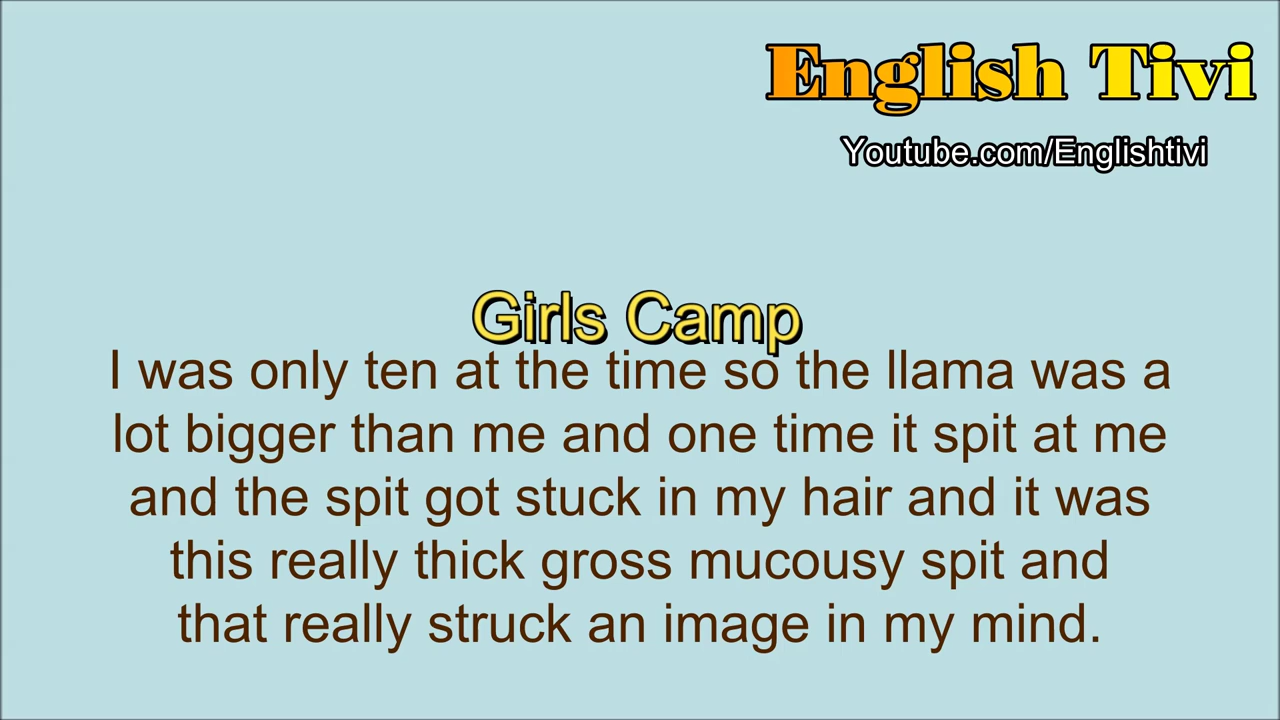 English Tivi
Youtube.com/Englishtivi
Girls Camp
I was only ten at the time so the llama was a
lot bigger than me and one time it spit at me
and the spit got stuck in my hair and it was
this really thick gross mucousy spit and
that really struck an image in my mind.